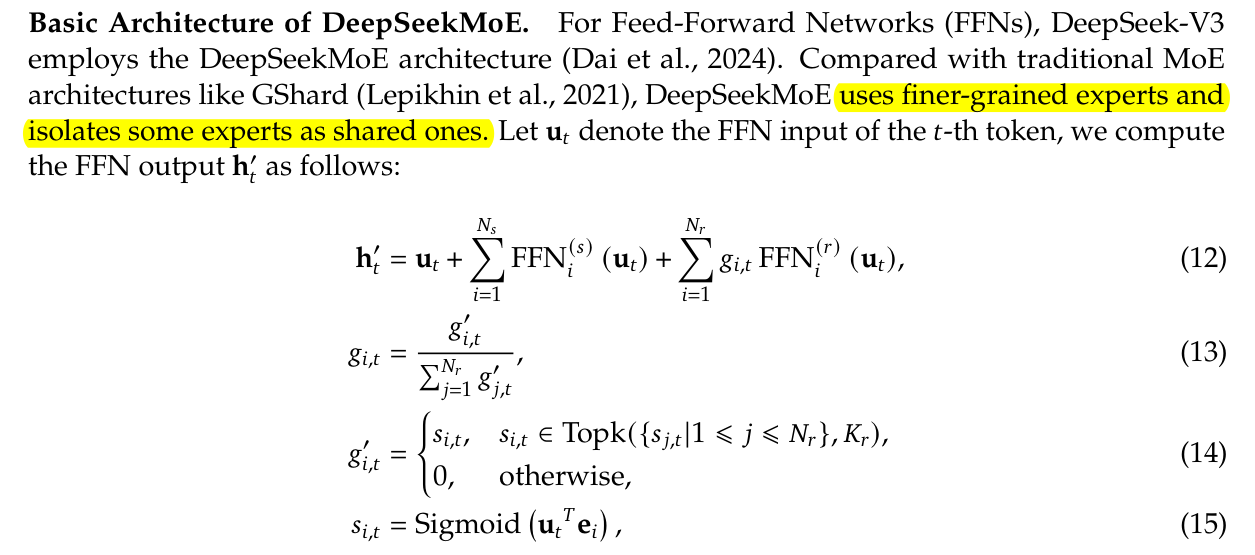 Basic Architecture of DeepSeekMoE. For Feed-Forward Networks (FFNs), DeepSeek-V3
employs the DeepSeekMoE architecture (Dai et al., 2024). Compared with traditional MoE
architectures like GShard (Lepikhin et al., 2021), DeepSeekMoE uses finer-grained experts and
isolates some experts as shared ones. Let u_t denote the FFN input of the t-th token, we compute
the FFN output h′_t as follows:
h′_t = u_t + ∑_{i=1}^{N_s} FFN_i^{(s)} (u_t) + ∑_{i=1}^{N_r} g_{i,t} FFN_i^{(r)} (u_t), (12)
g_{i,t} = g′_{i,t} / ∑_{j=1}^{N_r} g′_{j,t}, (13)
g′_{i,t} = { s_{i,t}, s_{i,t} ∈ Topk({s_{j,t}|1 ⩽ j ⩽ N_r}, K_r),
0, otherwise, (14)
s_{i,t} = Sigmoid (u_t^T e_i), (15)